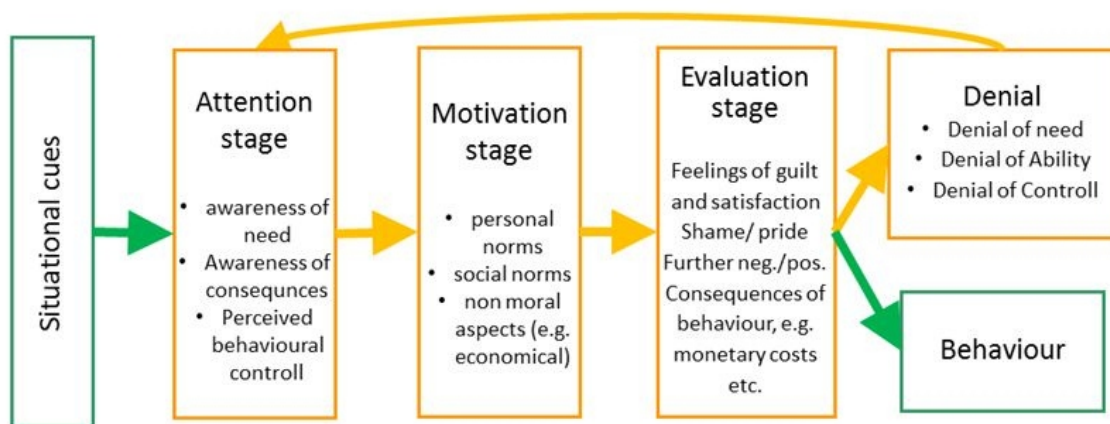 Situational cues
Attention
stage
• awareness of
need
• Awareness of
consequnces
• Perceived
behavioural
controll
Motivation
stage
• personal
norms
• social norms
• non moral
aspects (e.g.
economical)
Evaluation
stage
Feelings of guilt
and satisfaction
Shame/ pride
Further neg./pos.
Consequences of
behaviour, e.g.
monetary costs
etc.
Denial
• Denial of need
• Denial of Ability
• Denial of Controll
Behaviour